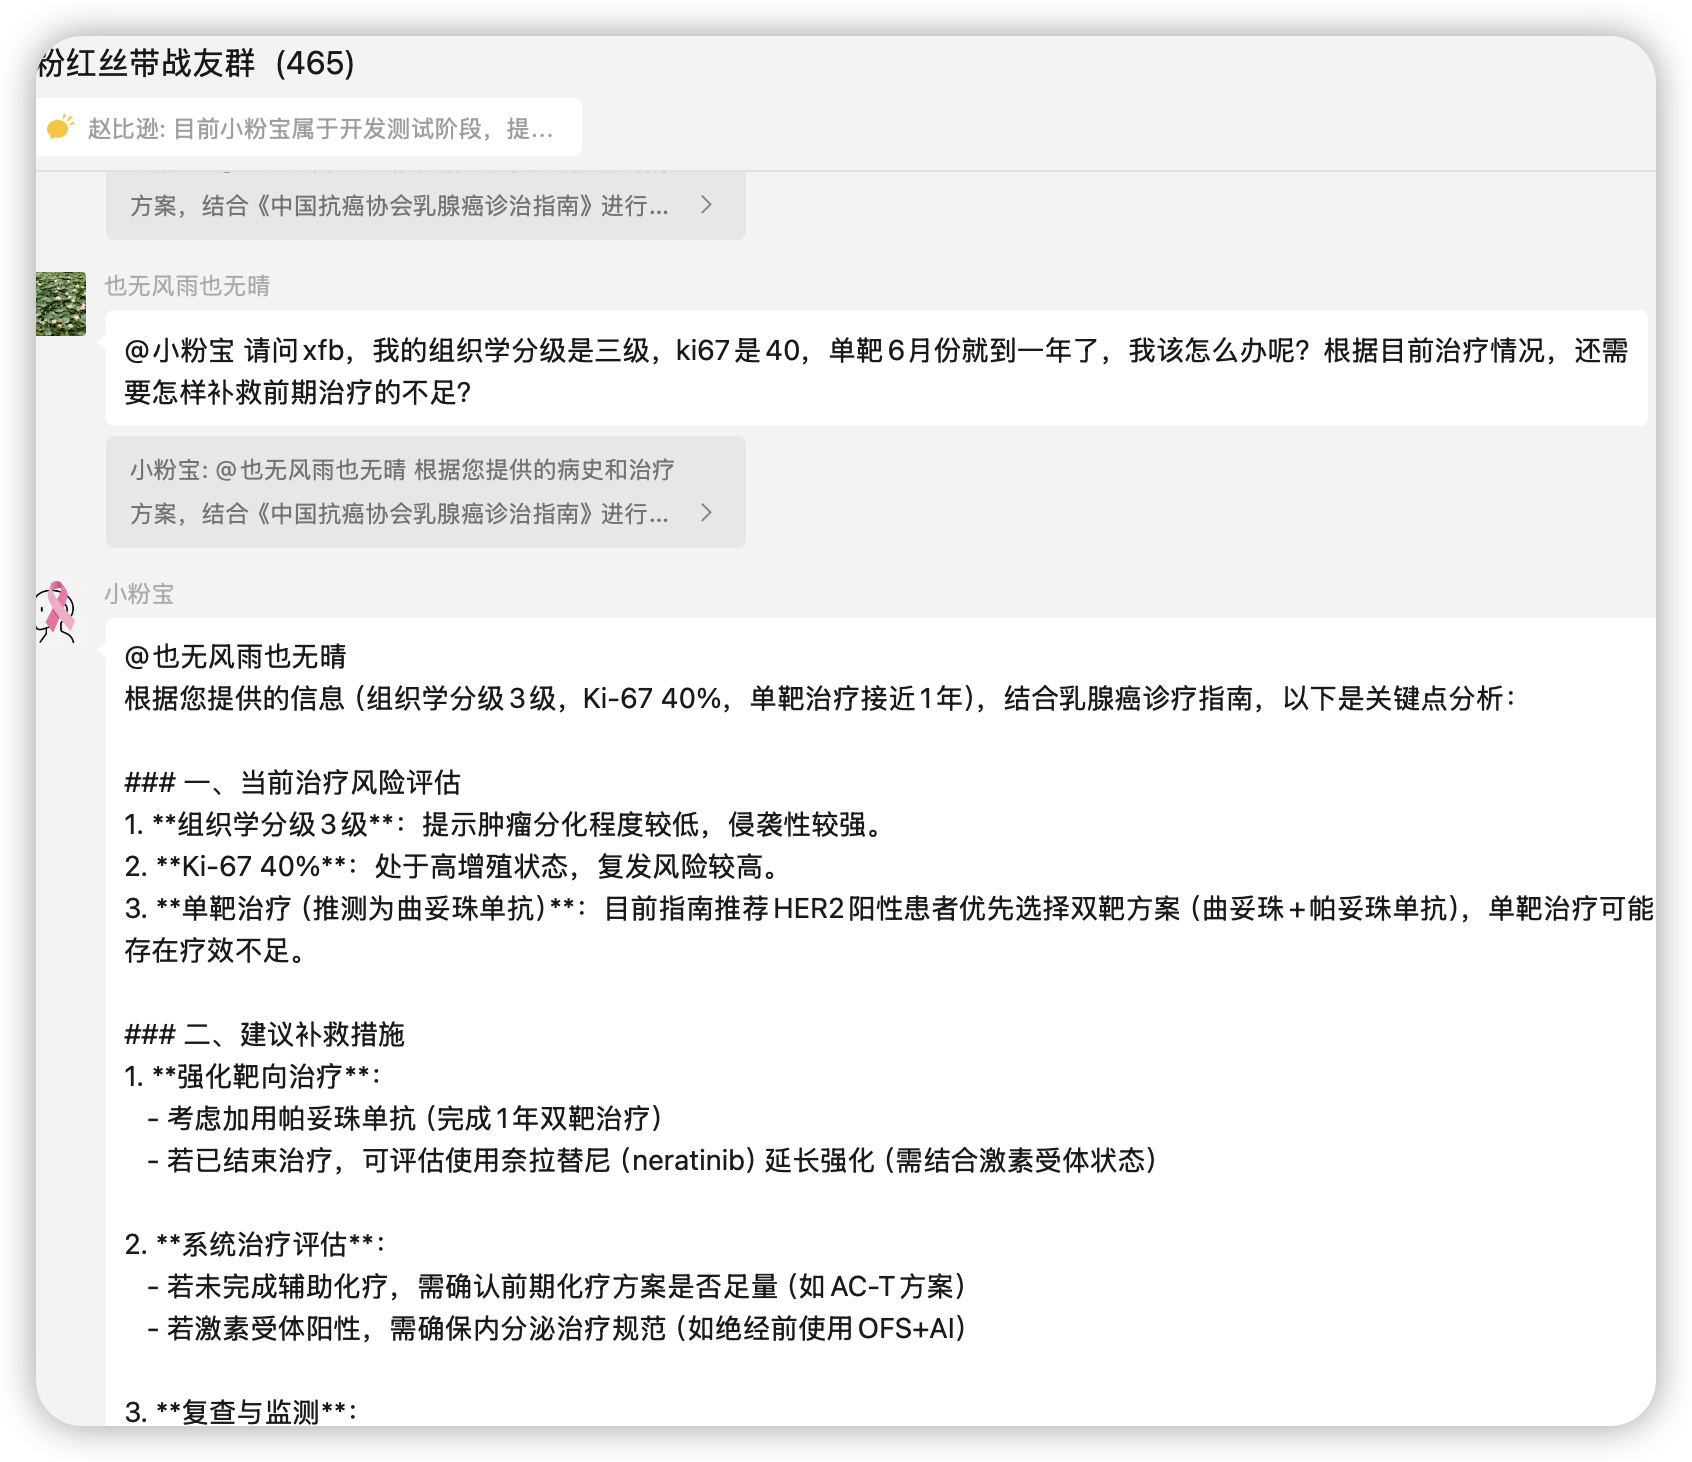 粉红丝带战友群（465）
赵比逊: 目前小粉宝属于开发测试阶段，提...
方案，结合《中国抗癌协会乳腺癌诊治指南》进行...
也无风雨也无晴
@小粉宝 请问xfb，我的组织学分级是三级，ki67是40，单靶6月份就到一年了，我该怎么办呢？根据目前治疗情况，还需
要怎样补救前期治疗的不足？
小粉宝: @也无风雨也无晴 根据您提供的病史和治疗
方案，结合《中国抗癌协会乳腺癌诊治指南》进行...
小粉宝
@也无风雨也无晴
根据您提供的信息（组织学分级3级，Ki-67 40%，单靶治疗接近1年），结合乳腺癌诊疗指南，以下是关键点分析：
### 一、当前治疗风险评估
1. **组织学分级3级**：提示肿瘤分化程度较低，侵袭性较强。
2. **Ki-67 40%**：处于高增殖状态，复发风险较高。
3. **单靶治疗（推测为曲妥珠单抗）**：目前指南推荐HER2阳性患者优先选择双靶方案（曲妥珠+帕妥珠单抗），单靶治疗可能
存在疗效不足。
### 二、建议补救措施
1. **强化靶向治疗**：
- 考虑加用帕妥珠单抗（完成1年双靶治疗）
- 若已结束治疗，可评估使用奈拉替尼（neratinib）延长强化（需结合激素受体状态）
2. **系统治疗评估**：
- 若未完成辅助化疗，需确认前期化疗方案是否足量（如AC-T方案）
- 若激素受体阳性，需确保内分泌治疗规范（如绝经前使用OFS+AI）
3. **复查与监测**：